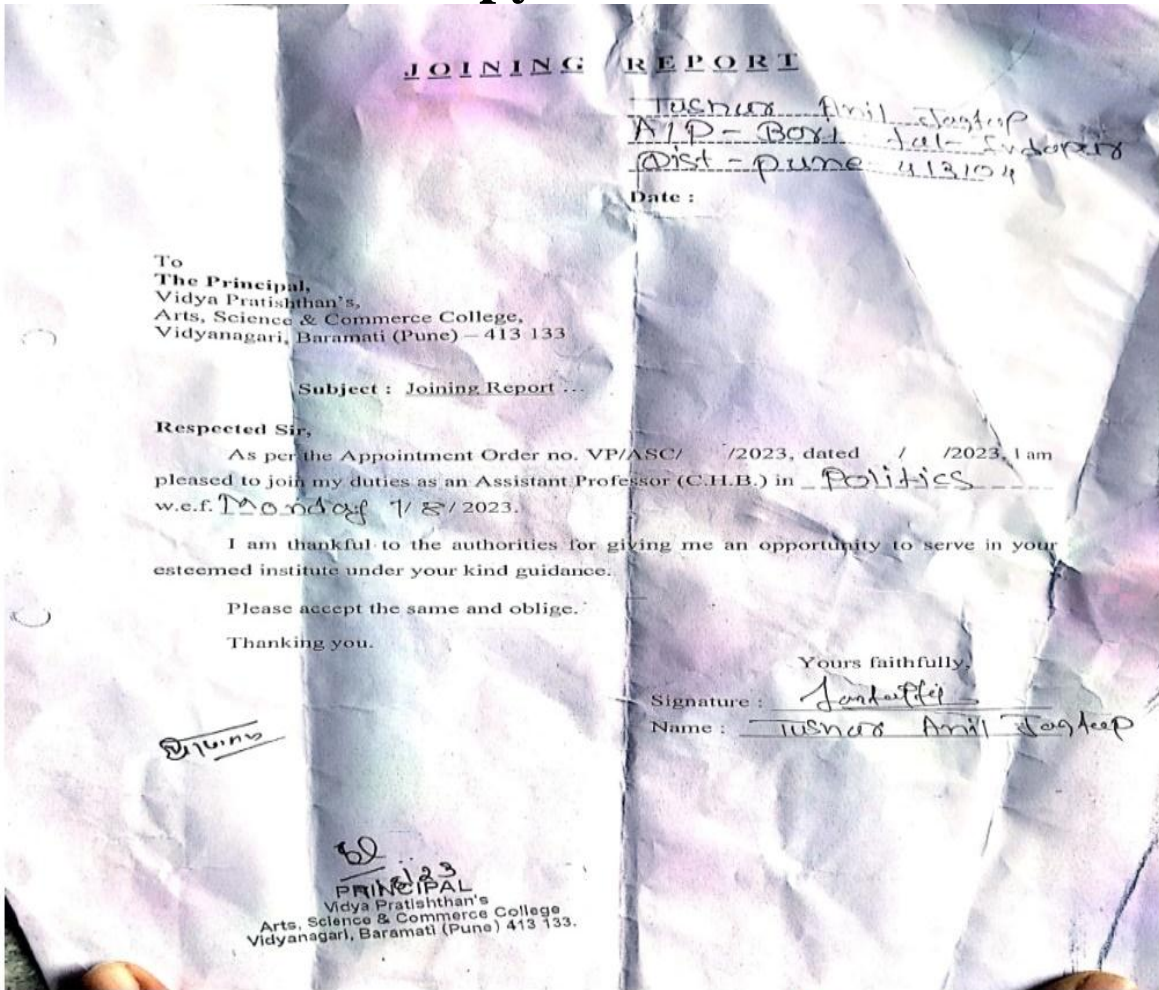 JOINING REPORT
Tushar Anil Jagtap
A/P - Bori tal- Indapur
Dist - pune 413104
Date :
To
The Principal,
Vidya Pratishthan's,
Arts, Science & Commerce College,
Vidyanagari, Baramati (Pune) – 413 133
Subject : Joining Report ...
Respected Sir,
As per the Appointment Order no. VP/ASC/ /2023, dated / /2023, I am
pleased to join my duties as an Assistant Professor (C.H.B.) in Politics
w.e.f. Monday 7/8/2023.
I am thankful to the authorities for giving me an opportunity to serve in your
esteemed institute under your kind guidance.
Please accept the same and oblige.
Thanking you.
Yours faithfully,
Signature :
Name : Tushar Anil Jagtap
PRINCIPAL
Vidya Pratishthan's
Arts, Science & Commerce College
Vidyanagari, Baramati (Pune) 413 133.